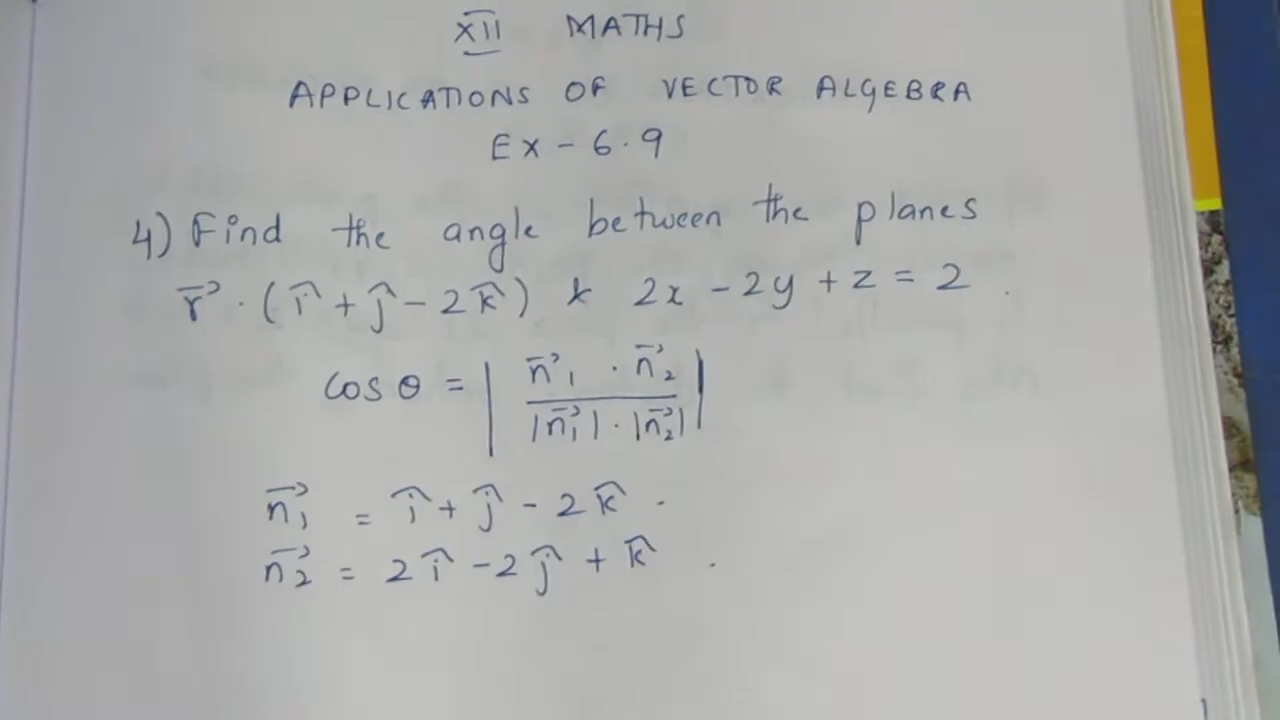 XII MATHS
APPLICATIONS OF VECTOR ALGEBRA
Ex - 6.9
4) Find the angle between the planes
r⃗ · (î + ĵ - 2k̂) & 2x - 2y + z = 2.
cos θ = | n⃗₁ · n⃗₂ / |n⃗₁| · |n⃗₂| |
n⃗₁ = î + ĵ - 2k̂.
n⃗₂ = 2î - 2ĵ + k̂.